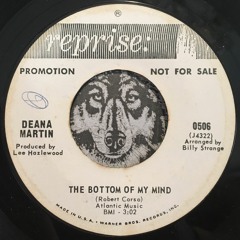 reprise:
PROMOTION NOT FOR SALE
DEANA
MARTIN
Produced by
Lee Hazlewood
0506
(J4322)
Arranged by
Billy Strange
THE BOTTOM OF MY MIND
(Robert Corso)
Atlantic Music
BMI - 3:02
MADE IN U.S.A. • WARNER BROS. RECORDS, INC.